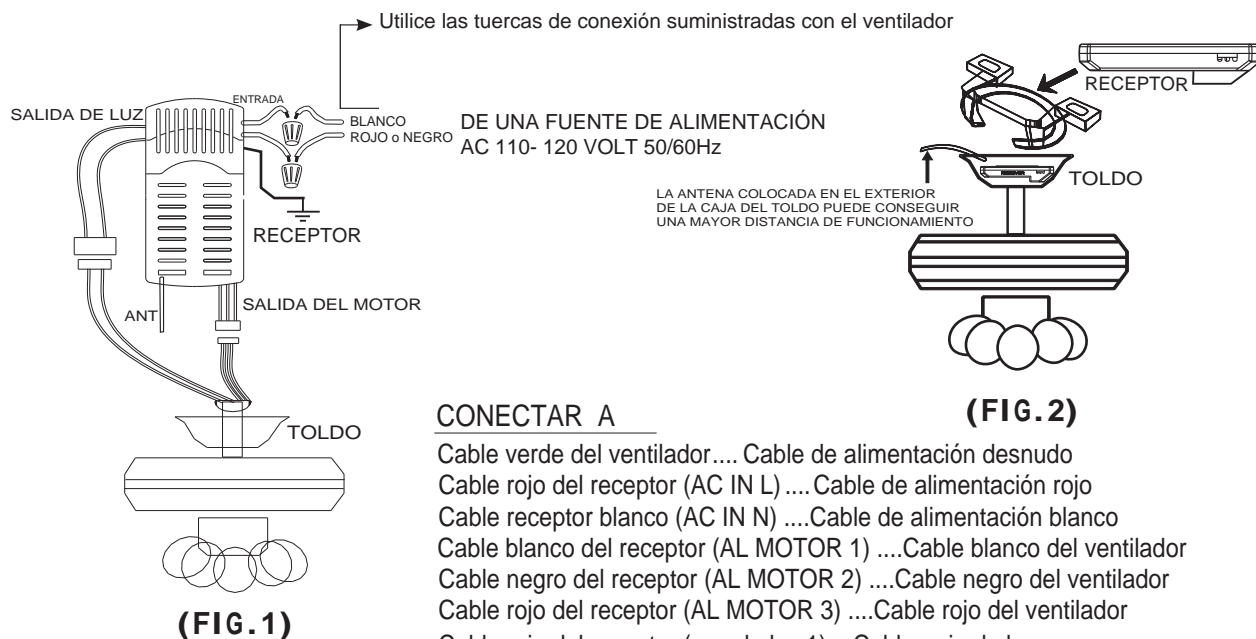 Utilice las tuercas de conexión suministradas con el ventilador
SALIDA DE LUZ
ENTRADA
BLANCO
ROJO o NEGRO
DE UNA FUENTE DE ALIMENTACIÓN
AC 110- 120 VOLT 50/60Hz
RECEPTOR
ANT
SALIDA DEL MOTOR
TOLDO
(FIG.1)
RECEPTOR
TOLDO
LA ANTENA COLOCADA EN EL EXTERIOR
DE LA CAJA DEL TOLDO PUEDE CONSEGUIR
UNA MAYOR DISTANCIA DE FUNCIONAMIENTO
(FIG.2)
CONECTAR A
Cable verde del ventilador.... Cable de alimentación desnudo
Cable rojo del receptor (AC IN L) .... Cable de alimentación rojo
Cable receptor blanco (AC IN N) ....Cable de alimentación blanco
Cable blanco del receptor (AL MOTOR 1) ....Cable blanco del ventilador
Cable negro del receptor (AL MOTOR 2) ....Cable negro del ventilador
Cable rojo del receptor (AL MOTOR 3) ....Cable rojo del ventilador